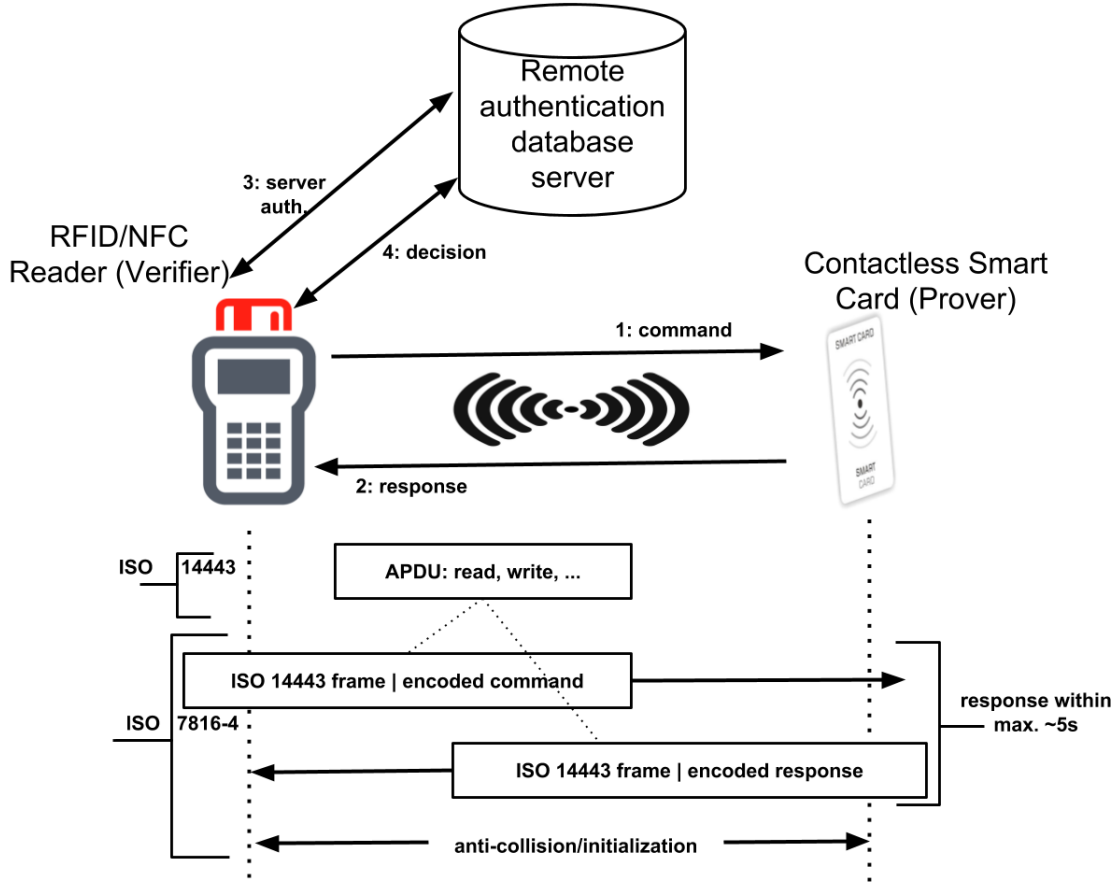 Remote
authentication
database
server
3: server
auth.
4: decision
RFID/NFC
Reader (Verifier)
Contactless Smart
Card (Prover)
1: command
SMART CARD
2: response
SMART
CARD
ISO 14443
APDU: read, write, ...
ISO 14443 frame | encoded command
ISO 7816-4
response within
max. ~5s
ISO 14443 frame | encoded response
anti-collision/initialization